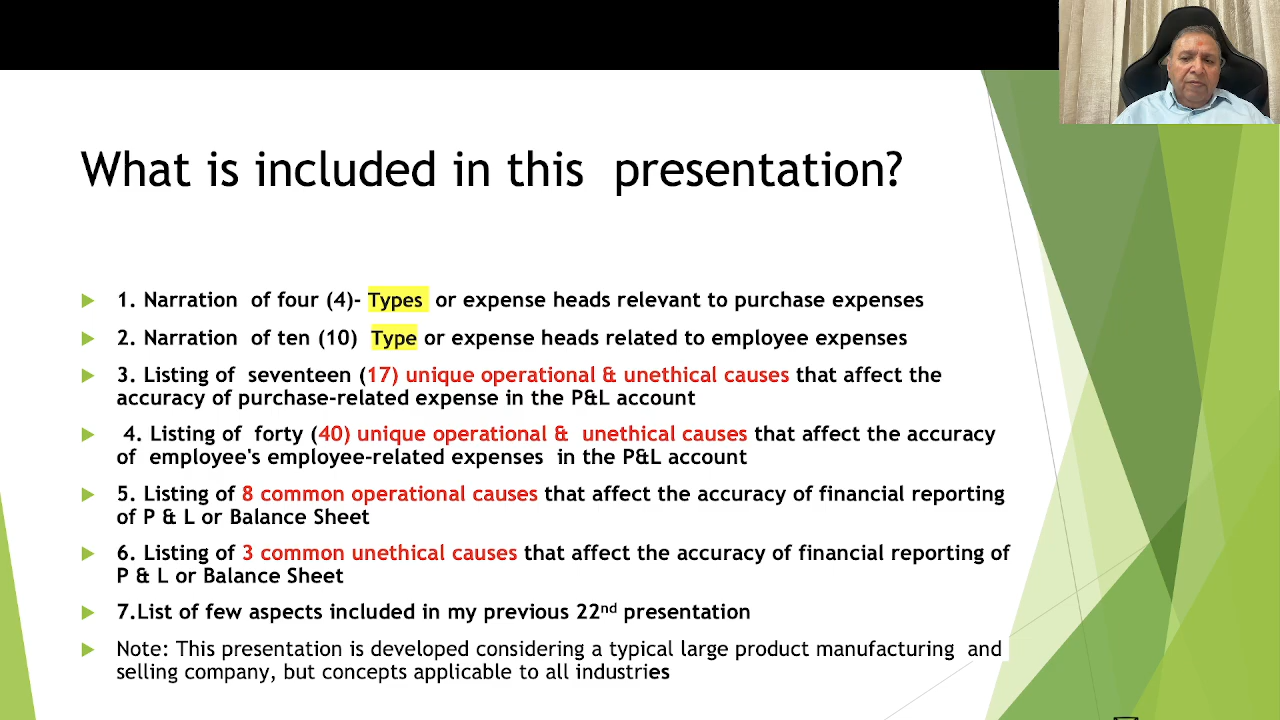 What is included in this presentation?
1. Narration of four (4)- Types or expense heads relevant to purchase expenses
2. Narration of ten (10) Type or expense heads related to employee expenses
3. Listing of seventeen (17) unique operational & unethical causes that affect the
accuracy of purchase-related expense in the P&L account
4. Listing of forty (40) unique operational & unethical causes that affect the accuracy
of employee's employee-related expenses in the P&L account
5. Listing of 8 common operational causes that affect the accuracy of financial reporting
of P & L or Balance Sheet
6. Listing of 3 common unethical causes that affect the accuracy of financial reporting of
P & L or Balance Sheet
7.List of few aspects included in my previous 22nd presentation
Note: This presentation is developed considering a typical large product manufacturing and
selling company, but concepts applicable to all industries